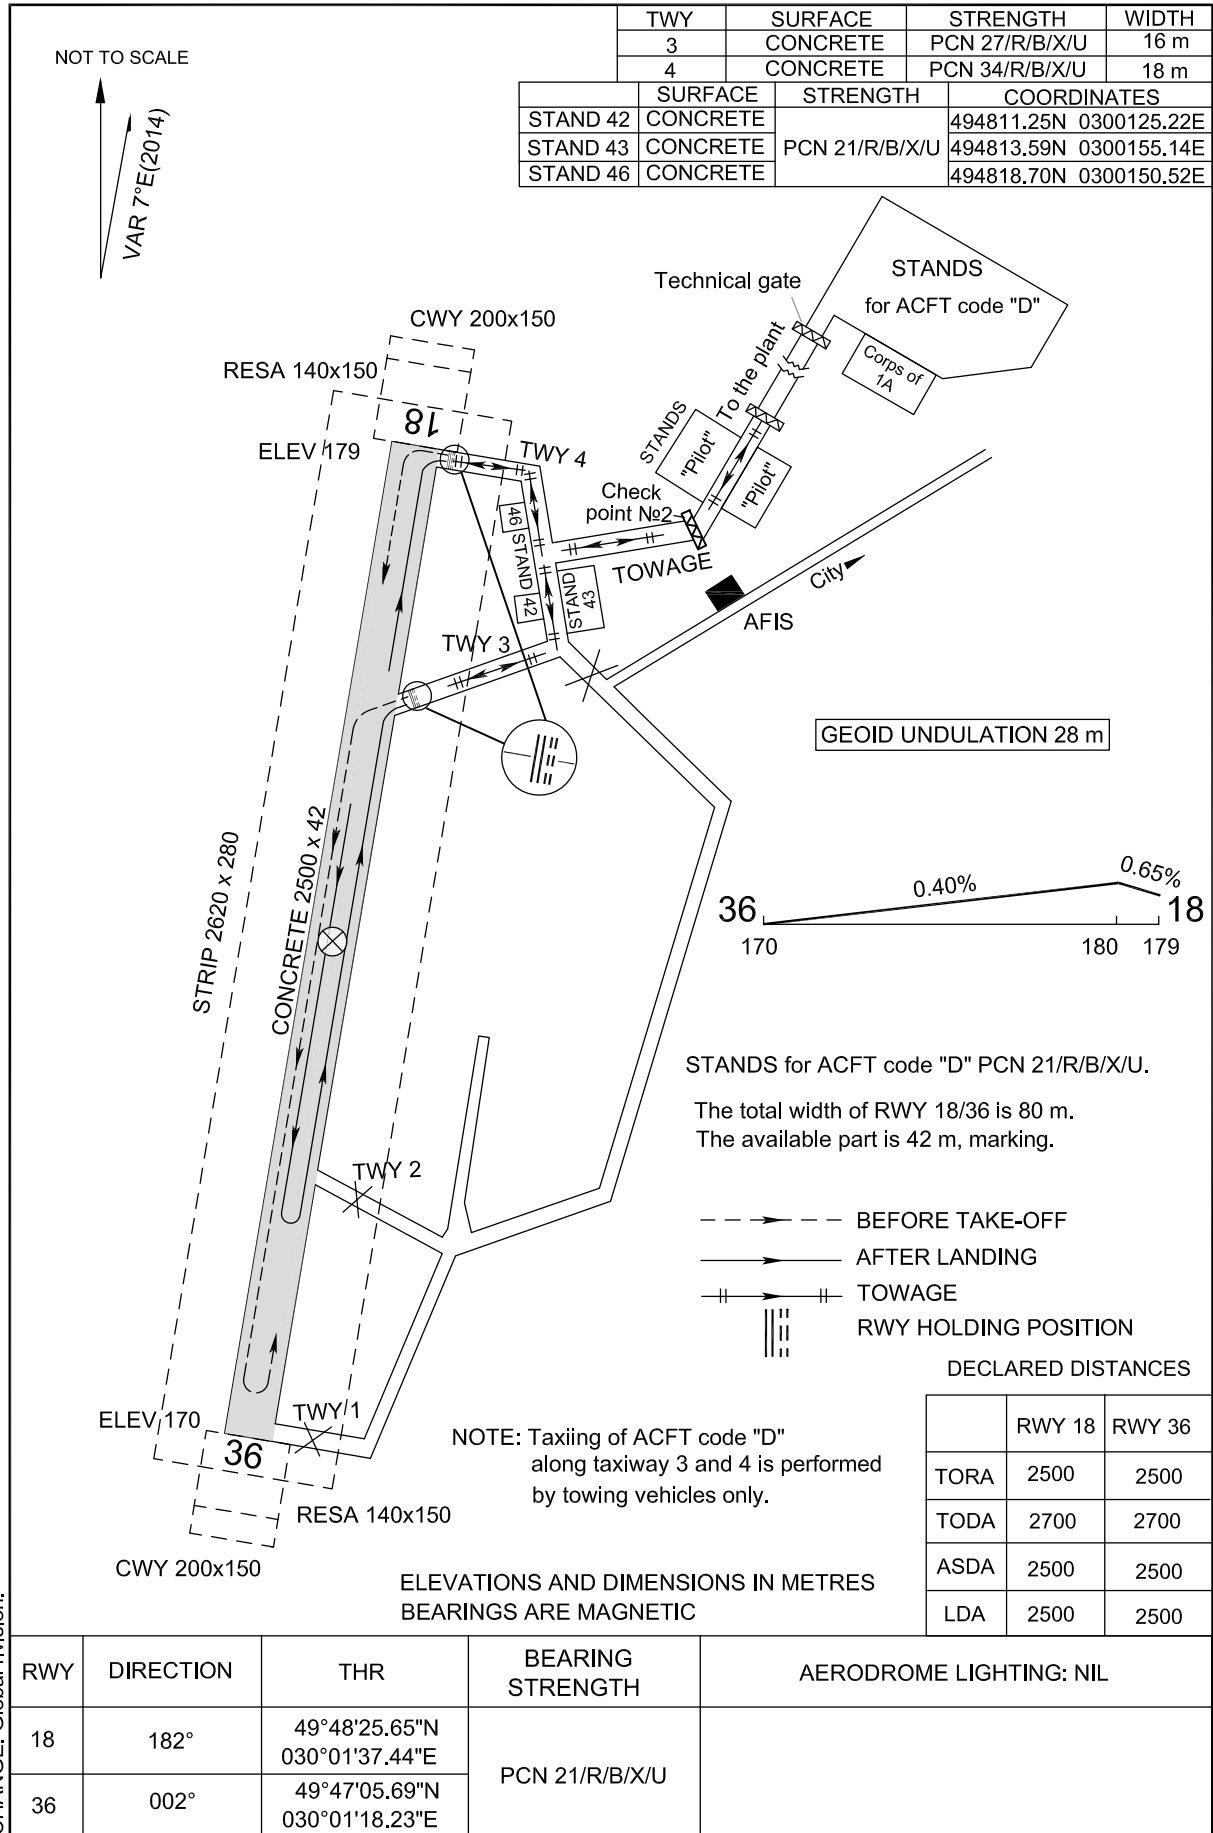 TWY SURFACE STRENGTH WIDTH
3 CONCRETE PCN 27/R/B/X/U 16 m
4 CONCRETE PCN 34/R/B/X/U 18 m
SURFACE STRENGTH COORDINATES
STAND 42 CONCRETE PCN 21/R/B/X/U 494811.25N 0300125.22E
STAND 43 CONCRETE 494813.59N 0300155.14E
STAND 46 CONCRETE 494818.70N 0300150.52E
NOT TO SCALE
VAR 7°E(2014)
STANDS
for ACFT code "D"
Technical gate
Corps of
1A
To the plant
CWY 200x150
RESA 140x150
18
ELEV 179
TWY 4
STANDS
"Pilot"
"Pilot"
Check
point №2
46 STAND 42
STAND
43
TOWAGE
City
AFIS
TWY 3
GEOID UNDULATION 28 m
STRIP 2620 x 280
CONCRETE 2500 x 42
0.40%
0.65%
36
18
170
180
179
STANDS for ACFT code "D" PCN 21/R/B/X/U.
The total width of RWY 18/36 is 80 m.
The available part is 42 m, marking.
TWY 2
BEFORE TAKE-OFF
AFTER LANDING
TOWAGE
RWY HOLDING POSITION
ELEV 170
TWY 1
36
RESA 140x150
CWY 200x150
NOTE: Taxiing of ACFT code "D"
along taxiway 3 and 4 is performed
by towing vehicles only.
DECLARED DISTANCES
RWY 18 RWY 36
TORA 2500 2500
TODA 2700 2700
ASDA 2500 2500
LDA 2500 2500
ELEVATIONS AND DIMENSIONS IN METRES
BEARINGS ARE MAGNETIC
RWY DIRECTION THR BEARING STRENGTH AERODROME LIGHTING: NIL
18 182° 49°48'25.65"N
030°01'37.44"E
PCN 21/R/B/X/U
36 002° 49°47'05.69"N
030°01'18.23"E